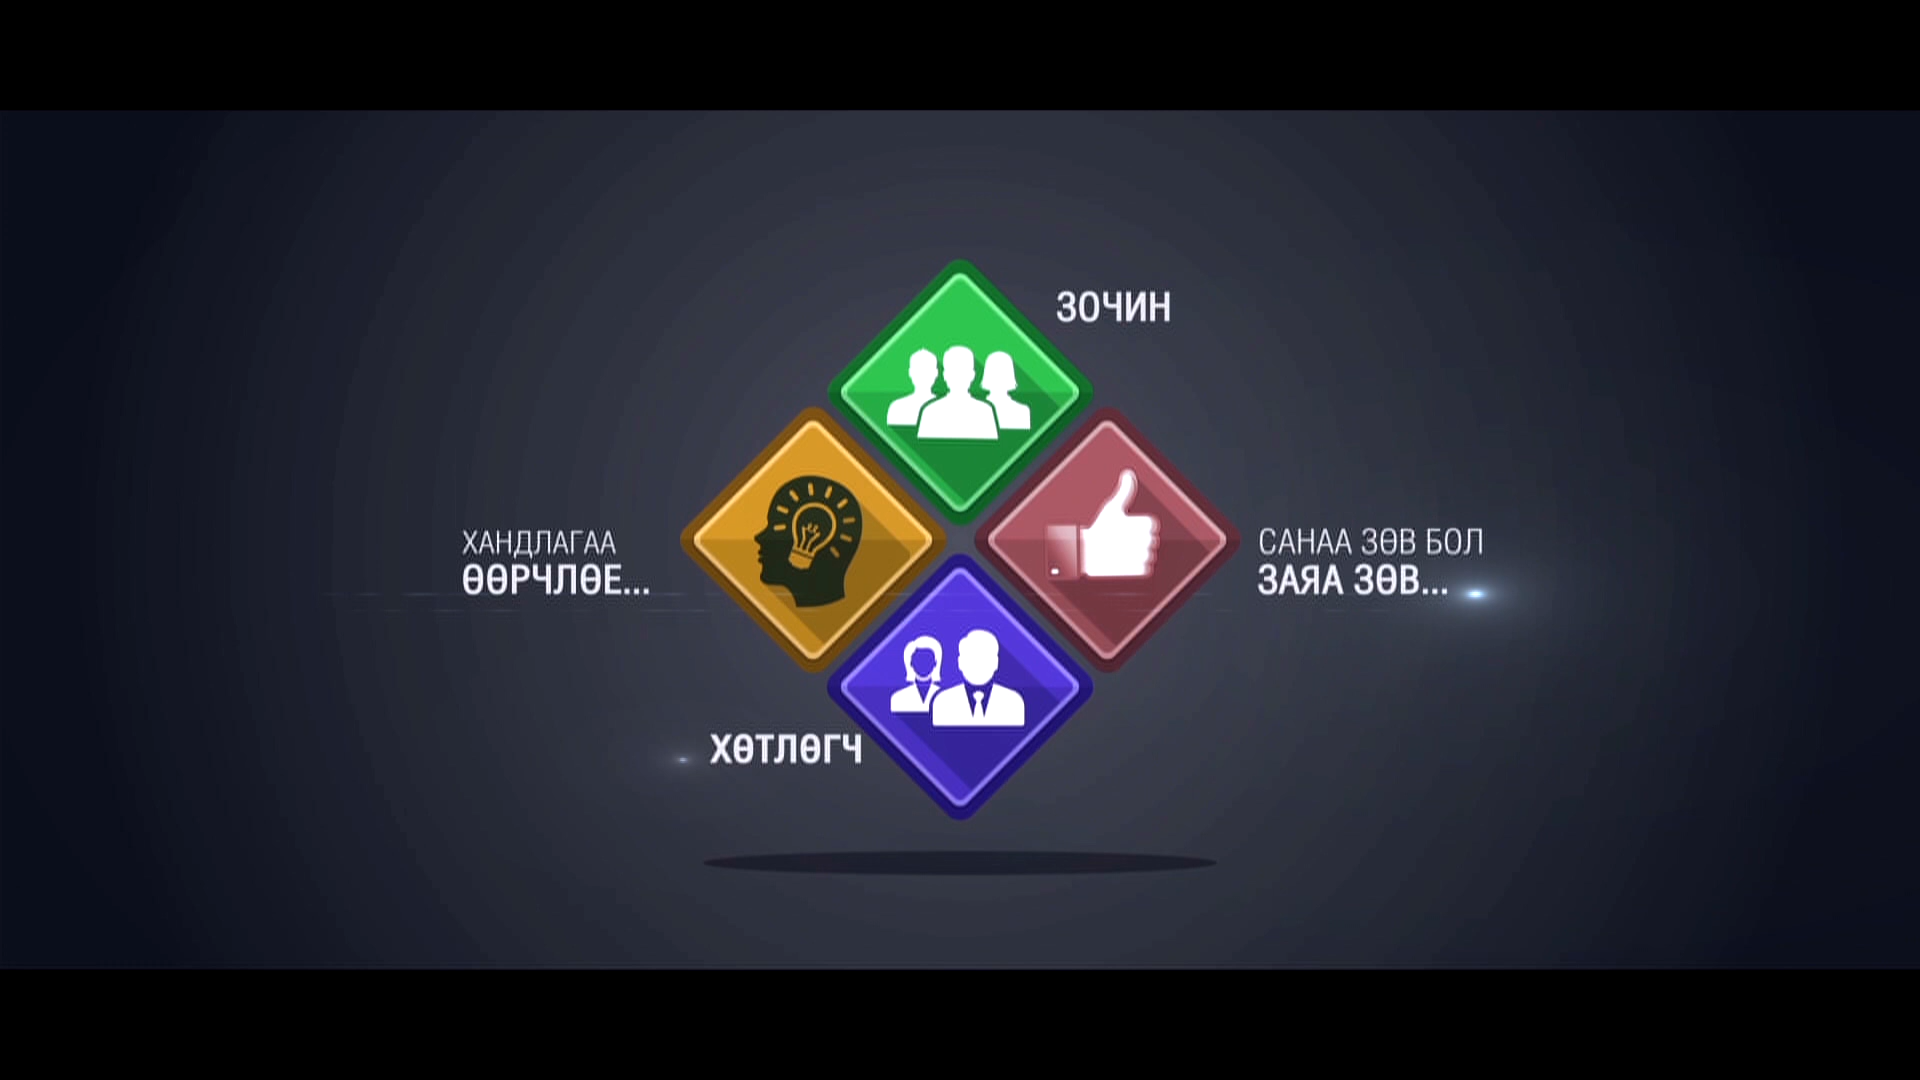 ЗОЧИН
ХАНДЛАГАА
ӨӨРЧЛӨЕ...
САНАА ЗӨВ БОЛ
ЗАЯА ЗӨВ...
ХӨТЛӨГЧ